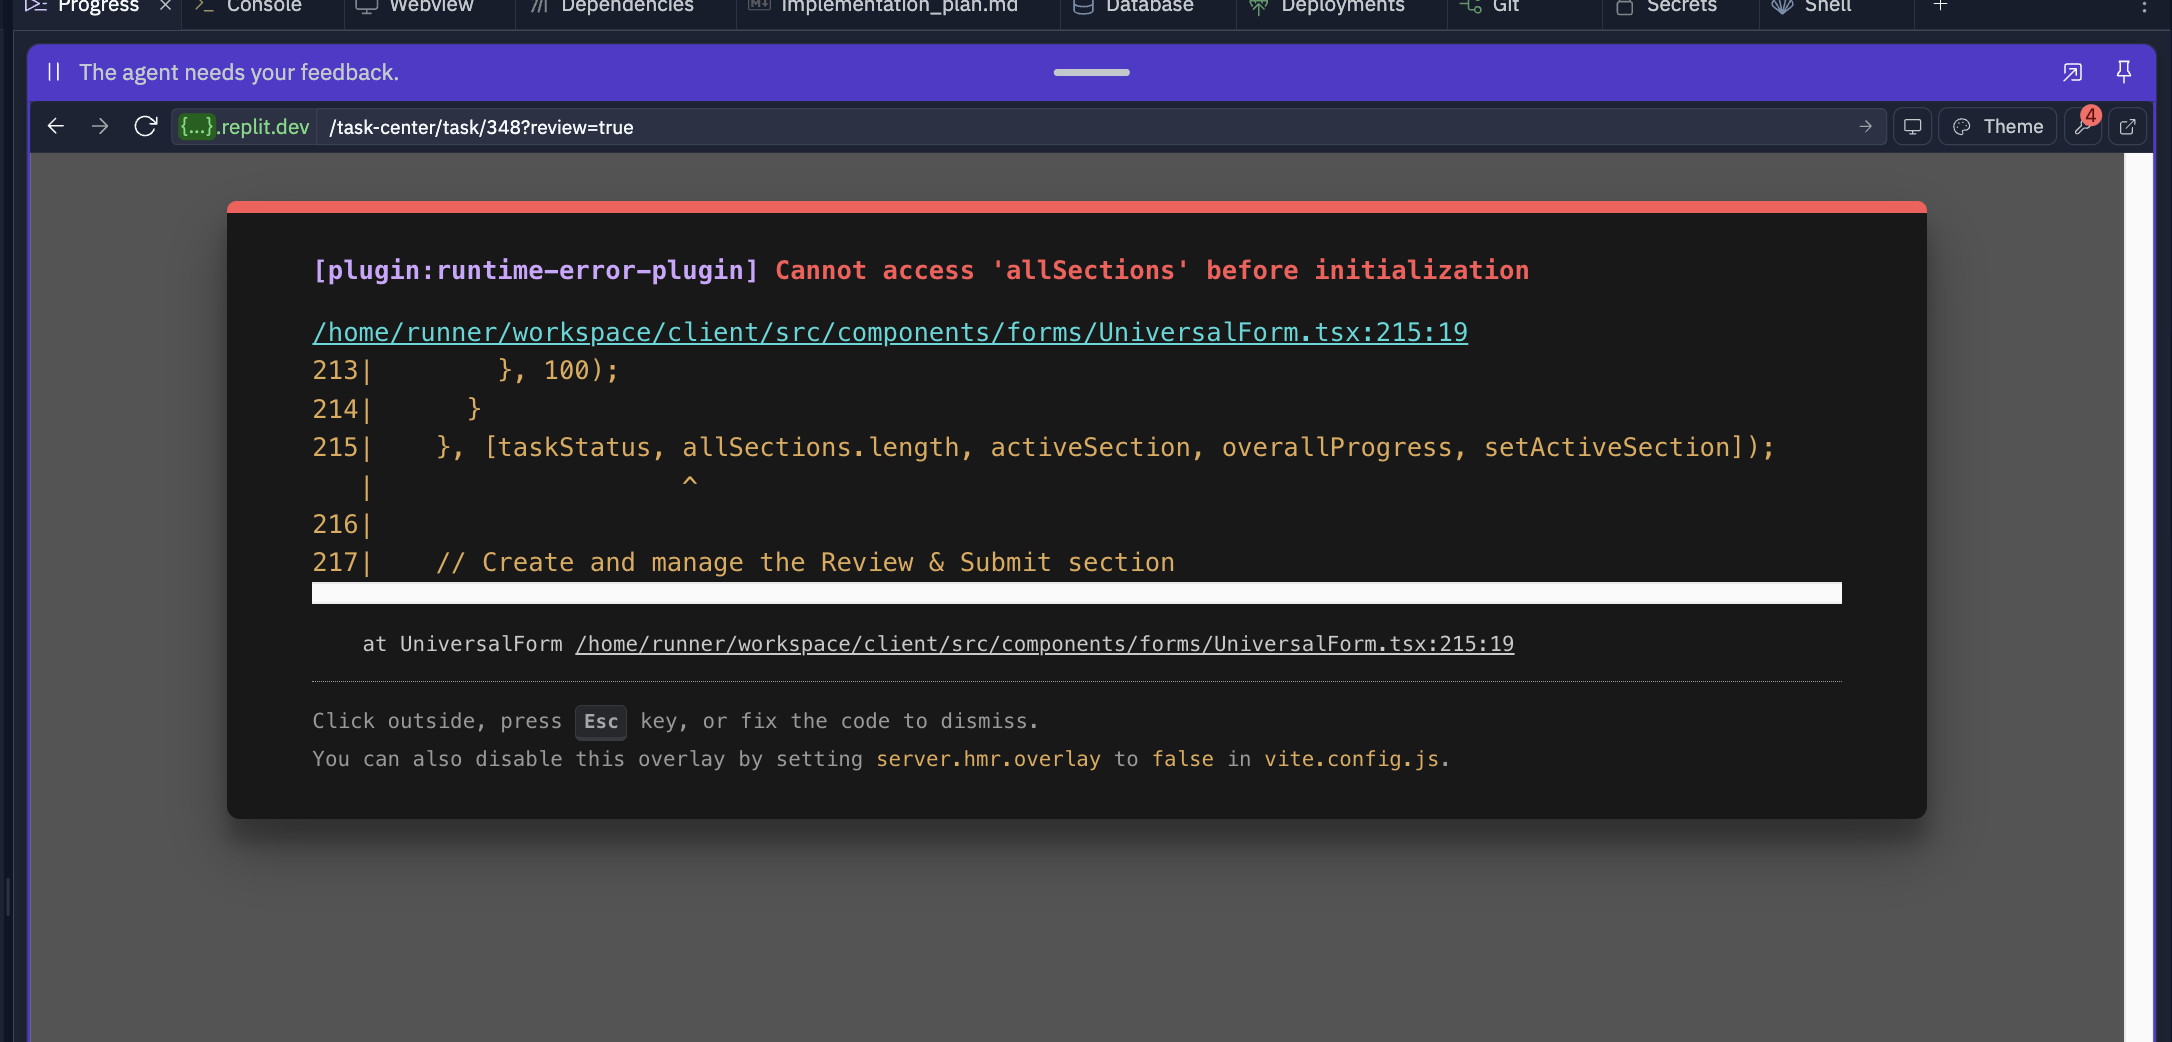 Progress × Console Webview Dependencies Implementation_plan.md Database Deployments Git Secrets Shell +
The agent needs your feedback.
{...}.replit.dev /task-center/task/348?review=true Theme 4
[plugin:runtime-error-plugin] Cannot access 'allSections' before initialization
/home/runner/workspace/client/src/components/forms/UniversalForm.tsx:215:19
213|        }, 100);
214|      }
215|    }, [taskStatus, allSections.length, activeSection, overallProgress, setActiveSection]);
   |                    ^
216|
217|    // Create and manage the Review & Submit section
at UniversalForm /home/runner/workspace/client/src/components/forms/UniversalForm.tsx:215:19
Click outside, press Esc key, or fix the code to dismiss.
You can also disable this overlay by setting server.hmr.overlay to false in vite.config.js.